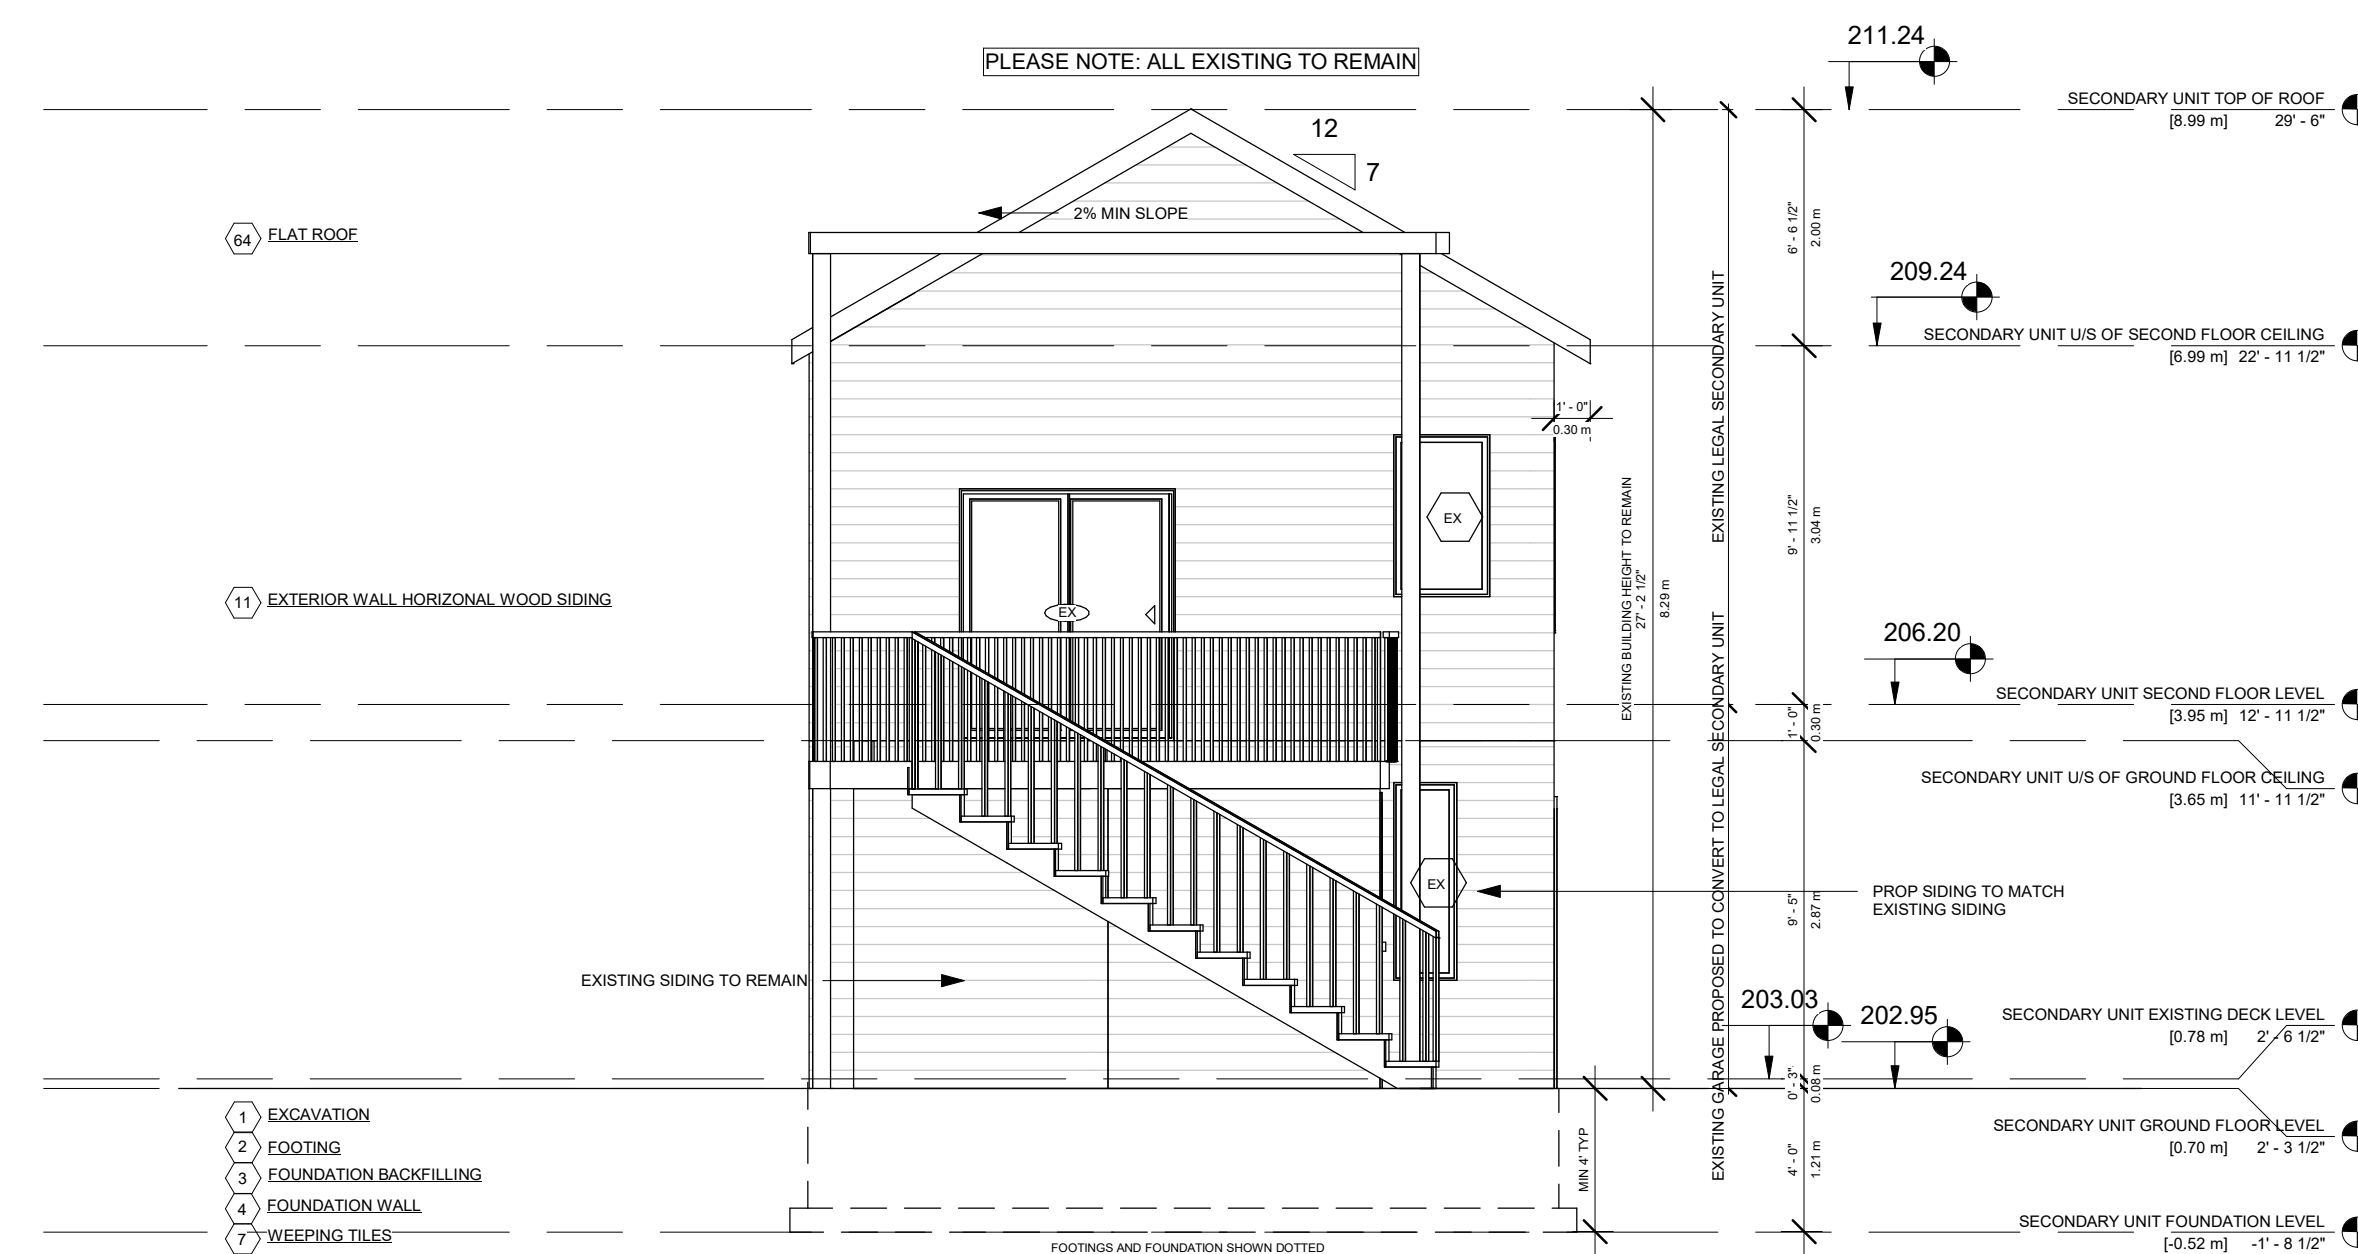 PLEASE NOTE: ALL EXISTING TO REMAIN
211.24
SECONDARY UNIT TOP OF ROOF
[8.99 m] 29' - 6"
12
7
2% MIN SLOPE
64 FLAT ROOF
6' - 6 1/2"
2.00 m
209.24
SECONDARY UNIT U/S OF SECOND FLOOR CEILING
[6.99 m] 22' - 11 1/2"
1' - 0"
0.30 m
EXISTING LEGAL SECONDARY UNIT
EX
EXISTING BUILDING HEIGHT TO REMAIN
27' - 2 1/2"
8.29 m
9' - 11 1/2"
3.04 m
11 EXTERIOR WALL HORIZONAL WOOD SIDING
EX
206.20
SECONDARY UNIT SECOND FLOOR LEVEL
[3.95 m] 12' - 11 1/2"
1' - 0"
0.30 m
SECONDARY UNIT U/S OF GROUND FLOOR CEILING
[3.65 m] 11' - 11 1/2"
EXISTING GARAGE PROPOSED TO CONVERT TO LEGAL SECONDARY UNIT
EX
PROP SIDING TO MATCH
EXISTING SIDING
9' - 5"
2.87 m
EXISTING SIDING TO REMAIN
203.03
202.95
SECONDARY UNIT EXISTING DECK LEVEL
[0.78 m] 2' - 6 1/2"
0' - 3"
0.08 m
1 EXCAVATION
2 FOOTING
3 FOUNDATION BACKFILLING
4 FOUNDATION WALL
7 WEEPING TILES
MIN 4' TYP
4' - 0"
1.21 m
SECONDARY UNIT GROUND FLOOR LEVEL
[0.70 m] 2' - 3 1/2"
SECONDARY UNIT FOUNDATION LEVEL
[-0.52 m] -1' - 8 1/2"
FOOTINGS AND FOUNDATION SHOWN DOTTED